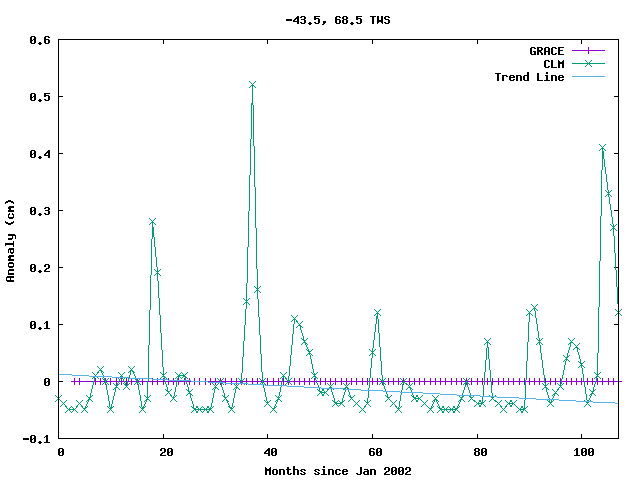 -43.5, 68.5 TWS
GRACE
CLM
Trend Line
0.6
0.5
0.4
0.3
0.2
0.1
0
-0.1
Anomaly (cm)
0 20 40 60 80 100
Months since Jan 2002